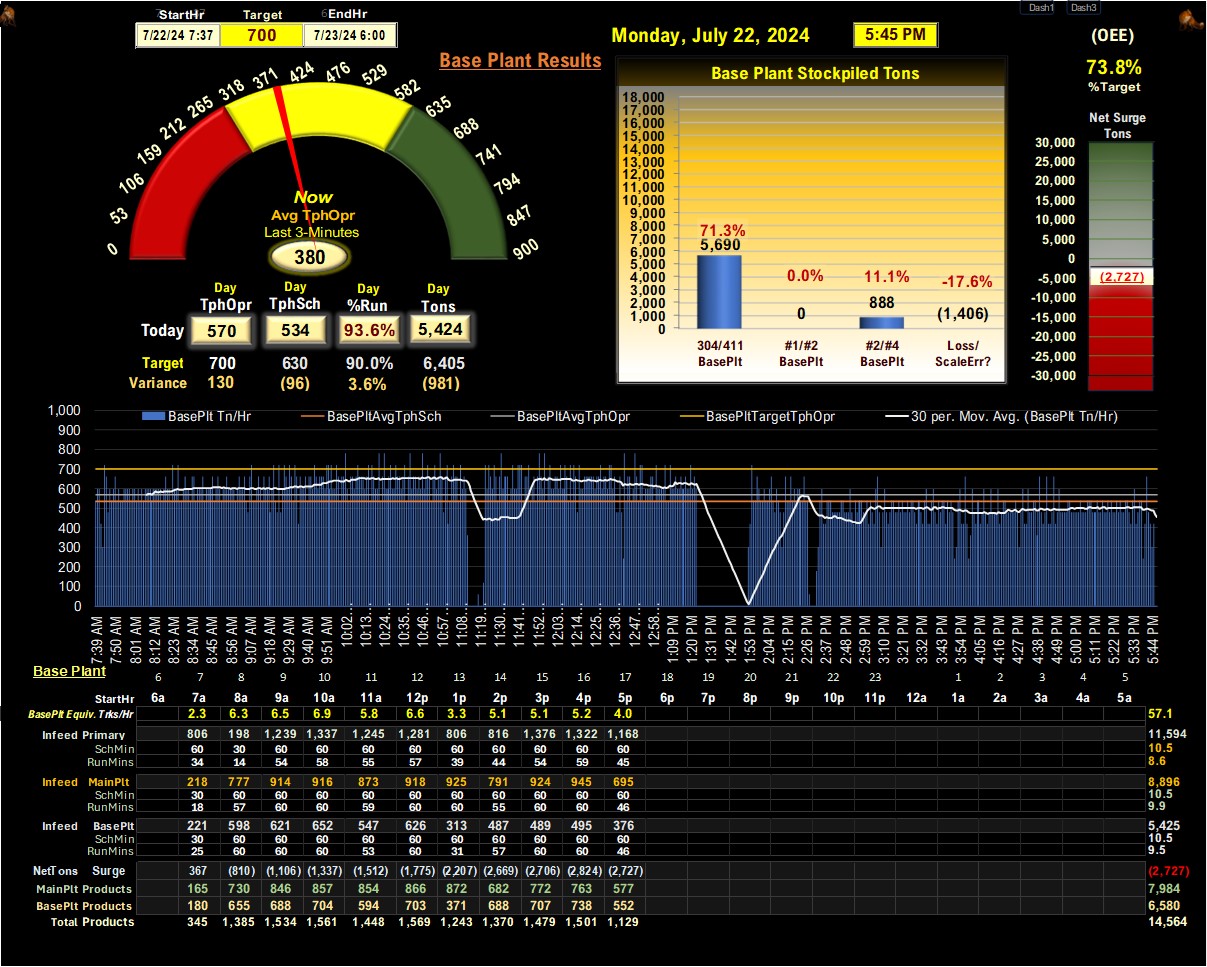 Dash1 Dash3
StartHr Target 6EndHr
7/22/24 7:37 700 7/23/24 6:00
Monday, July 22, 2024 5:45 PM
(OEE)
73.8%
%Target
Base Plant Results
0 53 106 159 212 265 318 371 424 476 529 582 635 688 741 794 847 900
Now
Avg TphOpr
Last 3-Minutes
380
Day Day Day Day
TphOpr TphSch %Run Tons
Today 570 534 93.6% 5,424
Target 700 630 90.0% 6,405
Variance 130 (96) 3.6% (981)
Base Plant Stockpiled Tons
18,000
17,000
16,000
15,000
14,000
13,000
12,000
11,000
10,000
9,000
8,000
7,000
6,000
5,000
4,000
3,000
2,000
1,000
0
71.3% 0.0% 11.1% -17.6%
5,690 0 888 (1,406)
304/411 #1/#2 #2/#4 Loss/
BasePlt BasePlt BasePlt ScaleErr?
Net Surge
Tons
30,000
25,000
20,000
15,000
10,000
5,000
0
-5,000
-10,000
-15,000
-20,000
-25,000
-30,000
(2,727)
BasePlt Tn/Hr BasePltAvgTphSch BasePltAvgTphOpr BasePltTargetTphOpr 30 per. Mov. Avg. (BasePlt Tn/Hr)
1,000
900
800
700
600
500
400
300
200
100
0
7:39 AM 7:50 AM 8:01 AM 8:12 AM 8:23 AM 8:34 AM 8:45 AM 8:56 AM 9:07 AM 9:18 AM 9:29 AM 9:40 AM 9:51 AM 10:02... 10:13... 10:24... 10:35... 10:46... 10:57... 11:08... 11:19... 11:30... 11:41... 11:52... 12:03... 12:14... 12:25... 12:36... 12:47... 12:58... 1:09 PM 1:20 PM 1:31 PM 1:42 PM 1:53 PM 2:04 PM 2:15 PM 2:26 PM 2:37 PM 2:48 PM 2:59 PM 3:10 PM 3:21 PM 3:32 PM 3:43 PM 3:54 PM 4:05 PM 4:16 PM 4:27 PM 4:38 PM 4:49 PM 5:00 PM 5:11 PM 5:22 PM 5:33 PM 5:44 PM
Base Plant 6 7 8 9 10 11 12 13 14 15 16 17 18 19 20 21 22 23 1 2 3 4 5
StartHr 6a 7a 8a 9a 10a 11a 12p 1p 2p 3p 4p 5p 6p 7p 8p 9p 10p 11p 12a 1a 2a 3a 4a 5a
BasePlt Equiv. Trks/Hr 2.3 6.3 6.5 6.9 5.8 6.6 3.3 5.1 5.1 5.2 4.0 57.1
Infeed Primary 806 198 1,239 1,337 1,245 1,281 806 816 1,376 1,322 1,168 11,594
SchMin 60 30 60 60 60 60 60 60 60 60 60 10.5
RunMins 34 14 54 58 55 57 39 44 54 59 45 8.6
Infeed MainPlt 218 777 914 916 873 918 925 791 924 945 695 8,896
SchMin 30 60 60 60 60 60 60 60 60 60 60 10.5
RunMins 18 57 60 60 59 60 60 55 60 60 46 9.9
Infeed BasePlt 221 598 621 652 547 626 313 487 489 495 376 5,425
SchMin 30 60 60 60 60 60 60 60 60 60 60 10.5
RunMins 25 60 60 60 53 60 31 57 60 60 46 9.5
NetTons Surge 367 (810) (1,106) (1,337) (1,512) (1,775) (2,207) (2,669) (2,706) (2,824) (2,727) (2,727)
MainPlt Products 165 730 846 857 854 866 872 682 772 763 577 7,984
BasePlt Products 180 655 688 704 594 703 371 688 707 738 552 6,580
Total Products 345 1,385 1,534 1,561 1,448 1,569 1,243 1,370 1,479 1,501 1,129 14,564